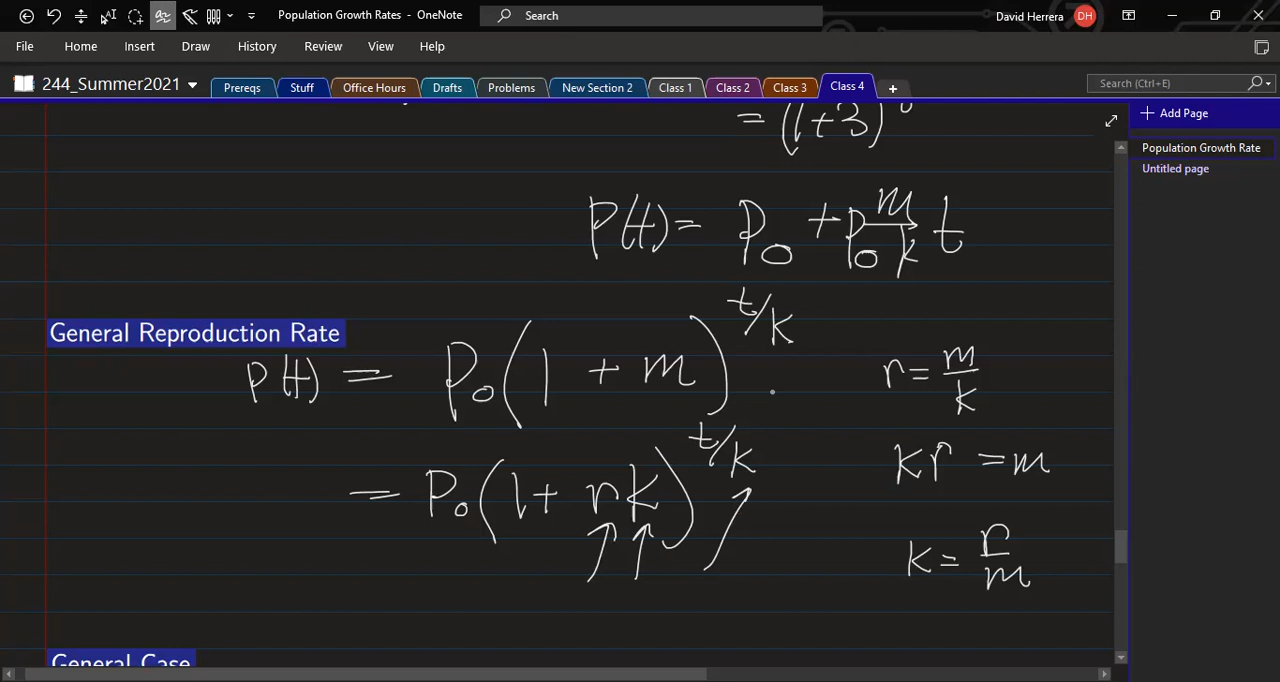 Population Growth Rates - OneNote
Search
David Herrera DH
File Home Insert Draw History Review View Help
244_Summer2021
Prereqs Stuff Office Hours Drafts Problems New Section 2 Class 1 Class 2 Class 3 Class 4 +
Search (Ctrl+E)
Add Page
Population Growth Rate
Untitled page
= (1+3)
P(t) = P₀ + P₀ m/k t
General Reproduction Rate
P(t) = P₀(1 + m)^(t/k)
r = m/k
= P₀(1 + rk)^(t/k)
kr = m
k = r/m
General Case